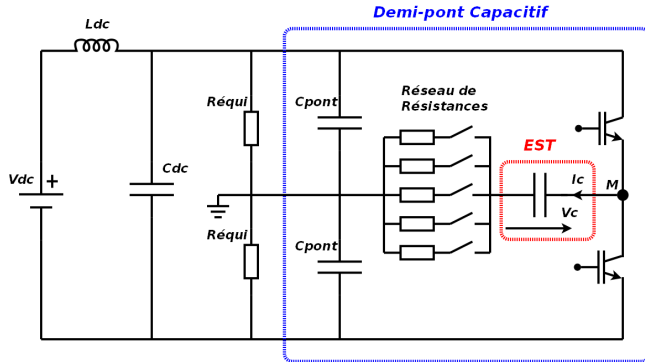 Demi-pont Capacitif
Ldc
Réseau de
Résistances
Réqui
Cpont
EST
Vdc
+
Cdc
Ic
M
Vc
Réqui
Cpont